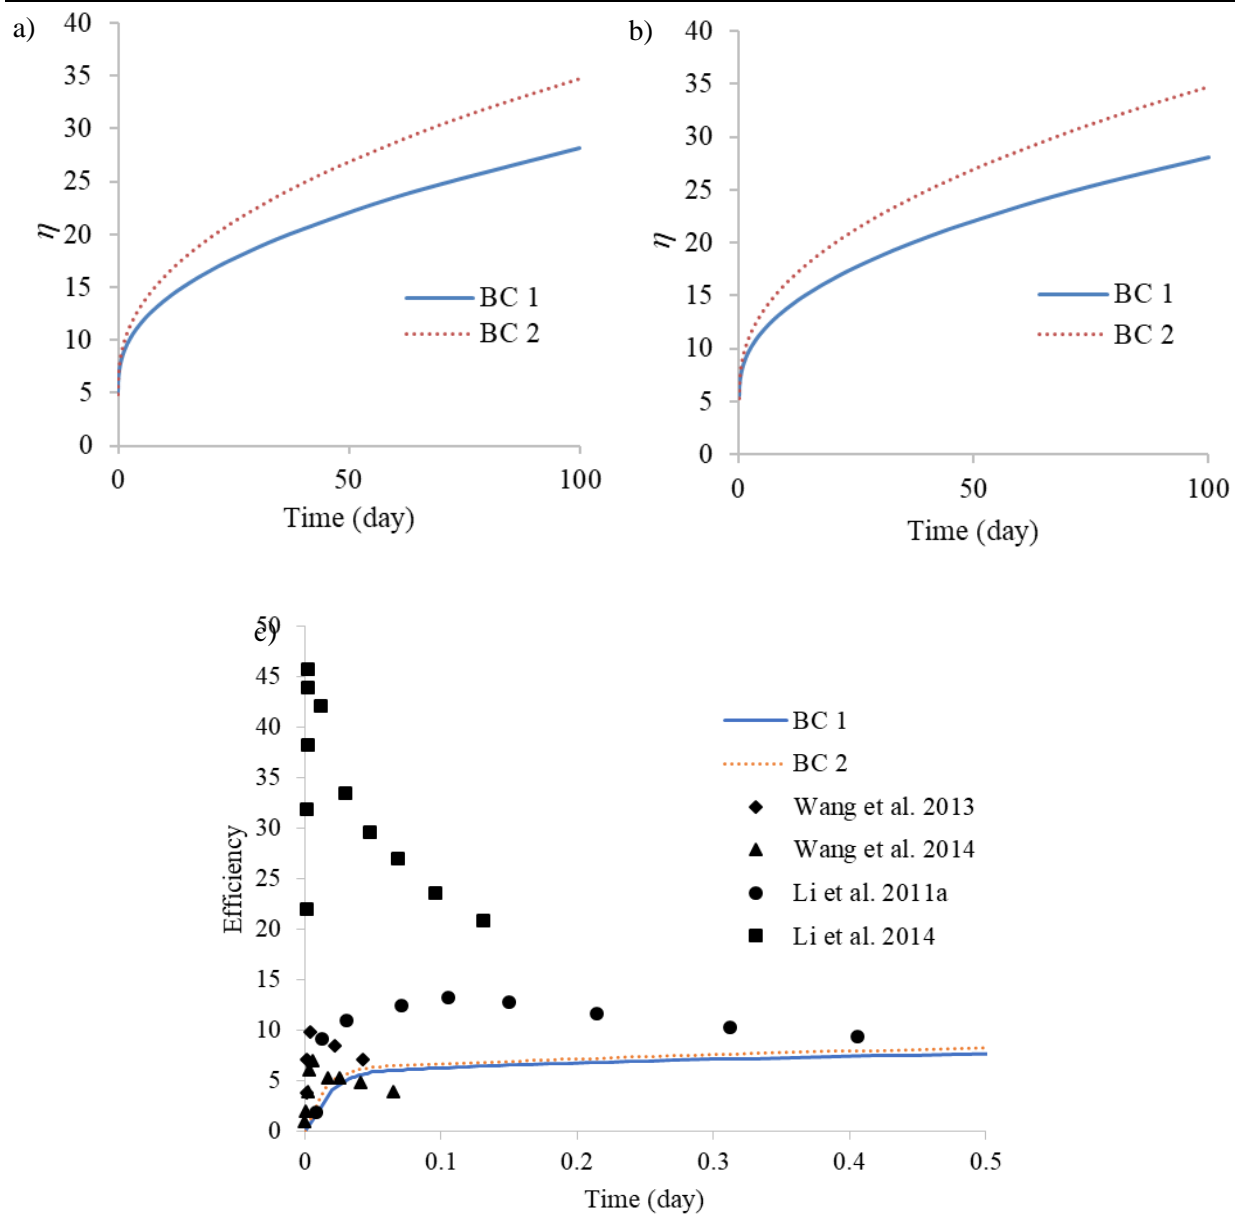 a)
40
35
30
25
20
15
10
5
0
η
0 50 100
Time (day)
BC 1
BC 2
b)
40
35
30
25
20
15
10
5
0
η
0 50 100
Time (day)
BC 1
BC 2
c)
50
45
40
35
30
25
20
15
10
5
0
Efficiency
0 0.1 0.2 0.3 0.4 0.5
Time (day)
BC 1
BC 2
Wang et al. 2013
Wang et al. 2014
Li et al. 2011a
Li et al. 2014